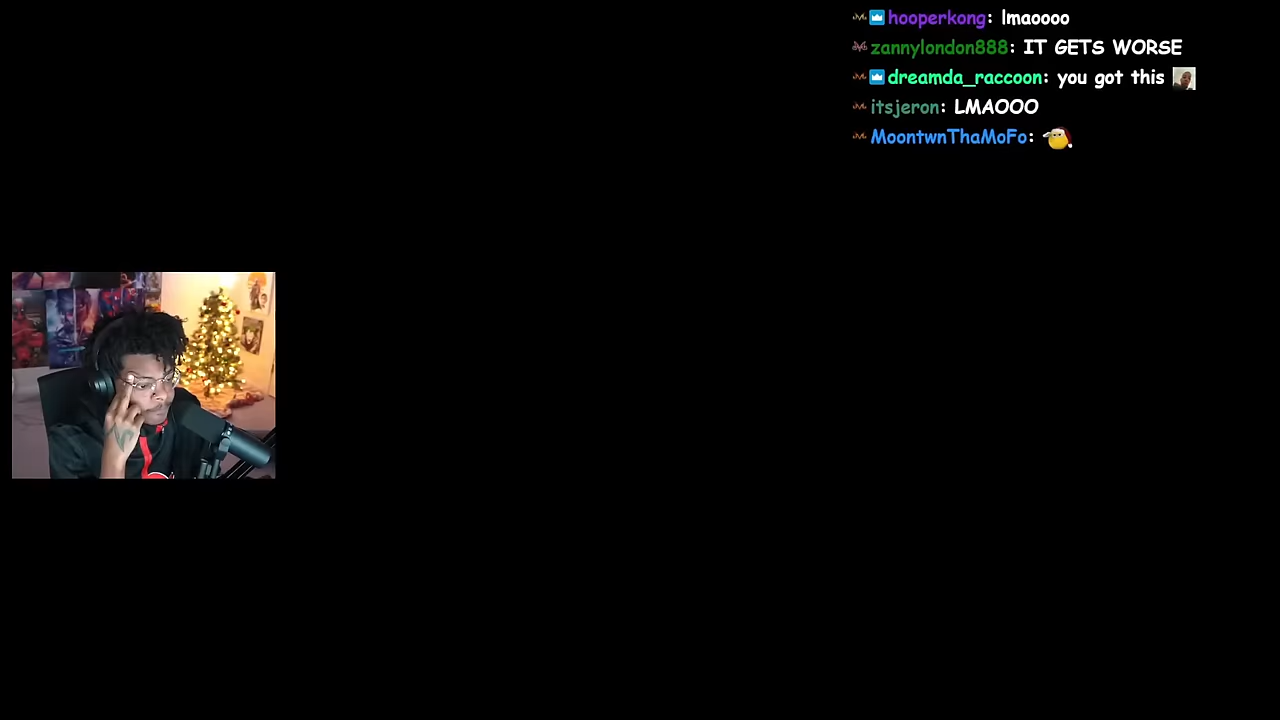 hooperkong: lmaoooo
zannylondon888: IT GETS WORSE
dreamda_raccoon: you got this
itsjeron: LMAOOO
MoontwnThaMoFo: